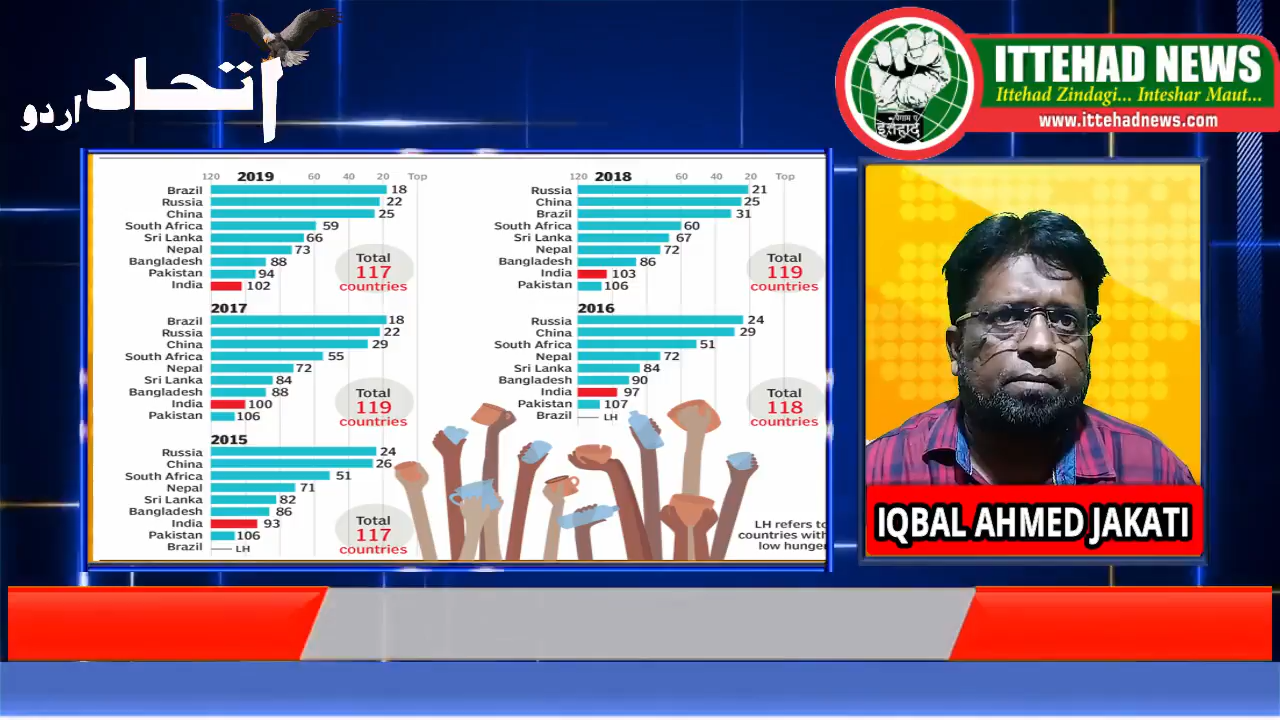 اتحاد
اردو
ITTEHAD NEWS
Ittehad Zindagi... Inteshar Maut...
www.ittehadnews.com
पैग़ाम ए
इत्तेहाद
2019
120 60 40 20 Top
Brazil 18
Russia 22
China 25
South Africa 59
Sri Lanka 66
Nepal 73
Bangladesh 88
Pakistan 94
India 102
Total
117
countries
2018
120 60 40 20 Top
Russia 21
China 25
Brazil 31
South Africa 60
Sri Lanka 67
Nepal 72
Bangladesh 86
India 103
Pakistan 106
Total
119
countries
2017
Brazil 18
Russia 22
China 29
South Africa 55
Nepal 72
Sri Lanka 84
Bangladesh 88
India 100
Pakistan 106
Total
119
countries
2016
Russia 24
China 29
South Africa 51
Nepal 72
Sri Lanka 84
Bangladesh 90
India 97
Pakistan 107
Brazil LH
Total
118
countries
2015
Russia 24
China 26
South Africa 51
Nepal 71
Sri Lanka 82
Bangladesh 86
India 93
Pakistan 106
Brazil LH
Total
117
countries
LH refers to
countries with
low hunger
IQBAL AHMED JAKATI